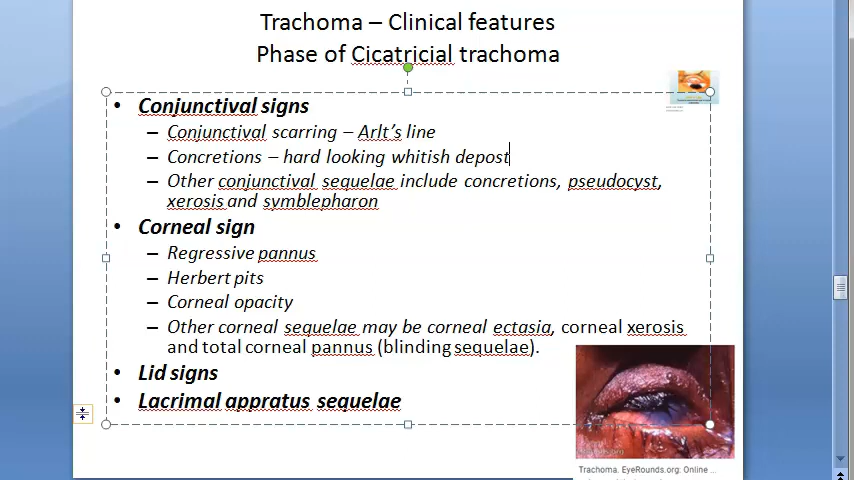 Trachoma – Clinical features
Phase of Cicatricial trachoma
• Conjunctival signs
– Conjunctival scarring – Arlt's line
– Concretions – hard looking whitish depost
– Other conjunctival sequelae include concretions, pseudocyst,
xerosis and symblepharon
• Corneal sign
– Regressive pannus
– Herbert pits
– Corneal opacity
– Other corneal sequelae may be corneal ectasia, corneal xerosis
and total corneal pannus (blinding sequelae).
• Lid signs
• Lacrimal appratus sequelae
Trachoma. EyeRounds.org: Online ...